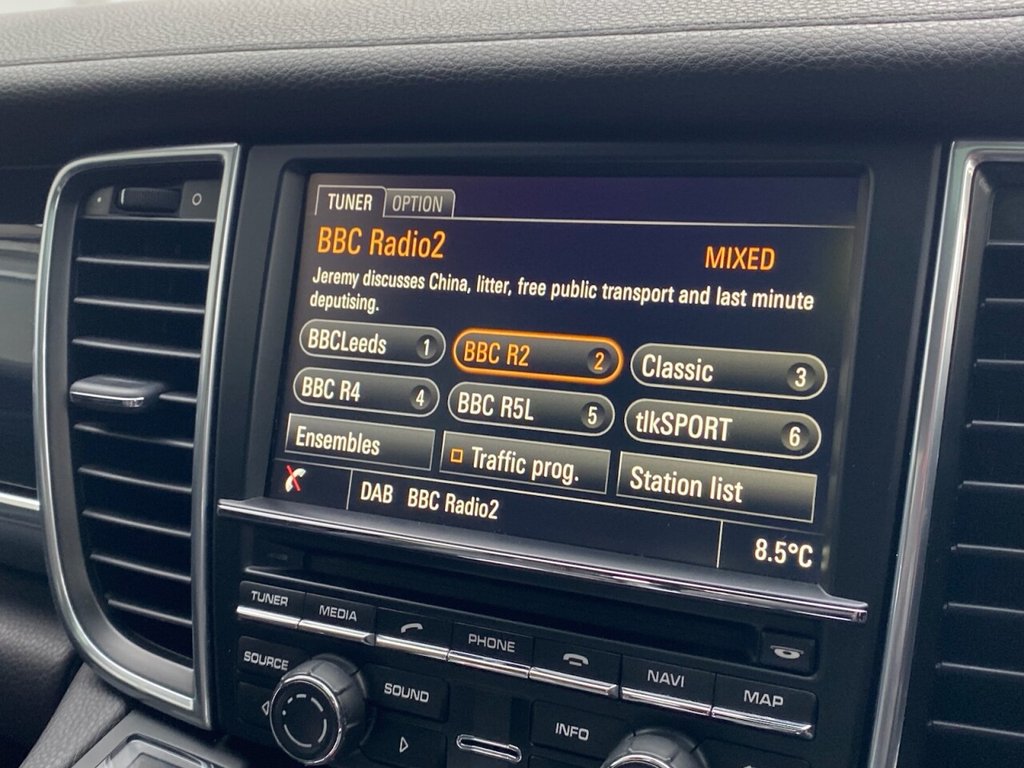 TUNER OPTION
BBC Radio2 MIXED
Jeremy discusses China, litter, free public transport and last minute
deputising.
BBCLeeds 1 BBC R2 2 Classic 3
BBC R4 4 BBC R5L 5 tlkSPORT 6
Ensembles Traffic prog. Station list
DAB BBC Radio2
8.5°C
TUNER MEDIA PHONE NAVI MAP
SOURCE SOUND INFO